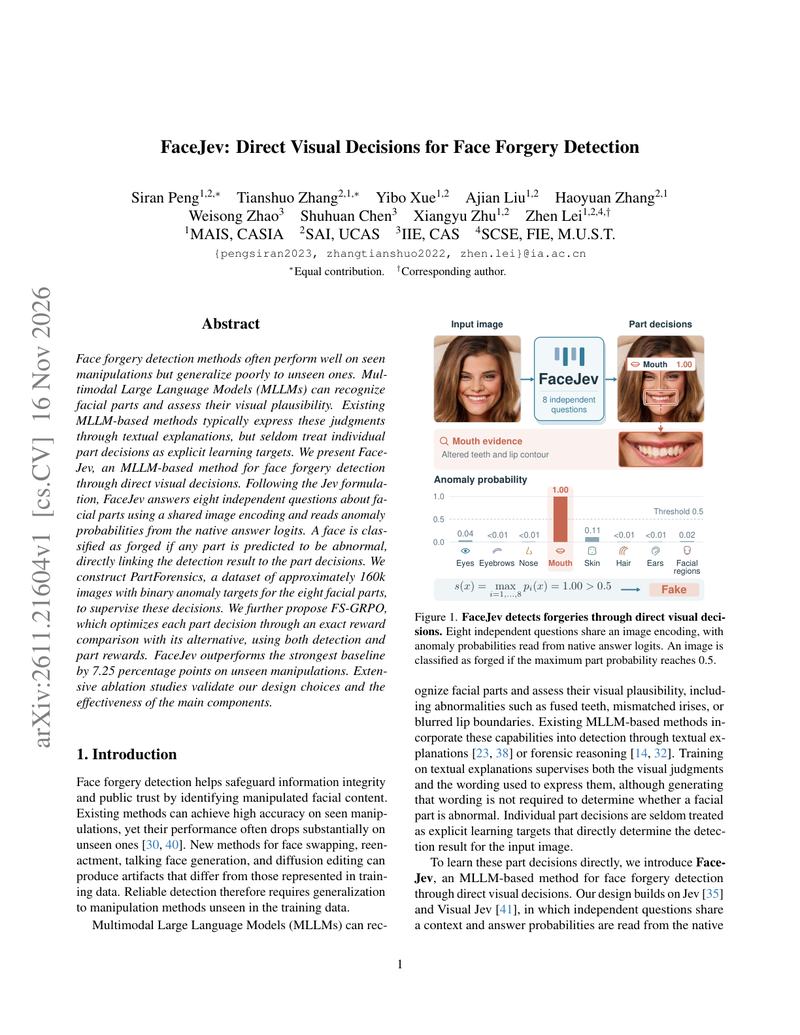 arXiv:2611.21604v1 [cs.CV] 16 Nov 2026
FaceJev: Direct Visual Decisions for Face Forgery Detection
Siran Peng1,2,∗ Tianshuo Zhang2,1,∗ Yibo Xue1,2 Ajian Liu1,2 Haoyuan Zhang2,1
Weisong Zhao3 Shuhuan Chen3 Xiangyu Zhu1,2 Zhen Lei1,2,4,†
1MAIS, CASIA 2SAI, UCAS 3IIE, CAS 4SCSE, FIE, M.U.S.T.
{pengsiran2023, zhangtianshuo2022, zhen.lei}@ia.ac.cn
∗Equal contribution. †Corresponding author.
Abstract
Face forgery detection methods often perform well on seen
manipulations but generalize poorly to unseen ones. Mul-
timodal Large Language Models (MLLMs) can recognize
facial parts and assess their visual plausibility. Existing
MLLM-based methods typically express these judgments
through textual explanations, but seldom treat individual
part decisions as explicit learning targets. We present Face-
Jev, an MLLM-based method for face forgery detection
through direct visual decisions. Following the Jev formula-
tion, FaceJev answers eight independent questions about fa-
cial parts using a shared image encoding and reads anomaly
probabilities from the native answer logits. A face is clas-
sified as forged if any part is predicted to be abnormal,
directly linking the detection result to the part decisions. We
construct PartForensics, a dataset of approximately 160k
images with binary anomaly targets for the eight facial parts,
to supervise these decisions. We further propose FS-GRPO,
which optimizes each part decision through an exact reward
comparison with its alternative, using both detection and
part rewards. FaceJev outperforms the strongest baseline
by 7.25 percentage points on unseen manipulations. Exten-
sive ablation studies validate our design choices and the
effectiveness of the main components.
1. Introduction
Face forgery detection helps safeguard information integrity
and public trust by identifying manipulated facial content.
Existing methods can achieve high accuracy on seen manip-
ulations, yet their performance often drops substantially on
unseen ones [30, 40]. New methods for face swapping, reen-
actment, talking face generation, and diffusion editing can
produce artifacts that differ from those represented in train-
ing data. Reliable detection therefore requires generalization
to manipulation methods unseen in the training data.
Multimodal Large Language Models (MLLMs) can rec-
Input image
Part decisions
FaceJev
8 independent
questions
Mouth 1.00
Mouth evidence
Altered teeth and lip contour
Anomaly probability
1.0
0.5
0.0
Threshold 0.5
0.04 <0.01 <0.01 1.00 0.11 <0.01 <0.01 0.02
Eyes Eyebrows Nose Mouth Skin Hair Ears Facial
regions
s(x) = max i=1,...,8 pi(x) = 1.00 > 0.5
Fake
Figure 1. FaceJev detects forgeries through direct visual deci-
sions. Eight independent questions share an image encoding, with
anomaly probabilities read from native answer logits. An image is
classified as forged if the maximum part probability reaches 0.5.
ognize facial parts and assess their visual plausibility, includ-
ing abnormalities such as fused teeth, mismatched irises, or
blurred lip boundaries. Existing MLLM-based methods in-
corporate these capabilities into detection through textual ex-
planations [23, 38] or forensic reasoning [14, 32]. Training
on textual explanations supervises both the visual judgments
and the wording used to express them, although generating
that wording is not required to determine whether a facial
part is abnormal. Individual part decisions are seldom treated
as explicit learning targets that directly determine the detec-
tion result for the input image.
To learn these part decisions directly, we introduce Face-
Jev, an MLLM-based method for face forgery detection
through direct visual decisions. Our design builds on Jev [35]
and Visual Jev [41], in which independent questions share
a context and answer probabilities are read from the native
1